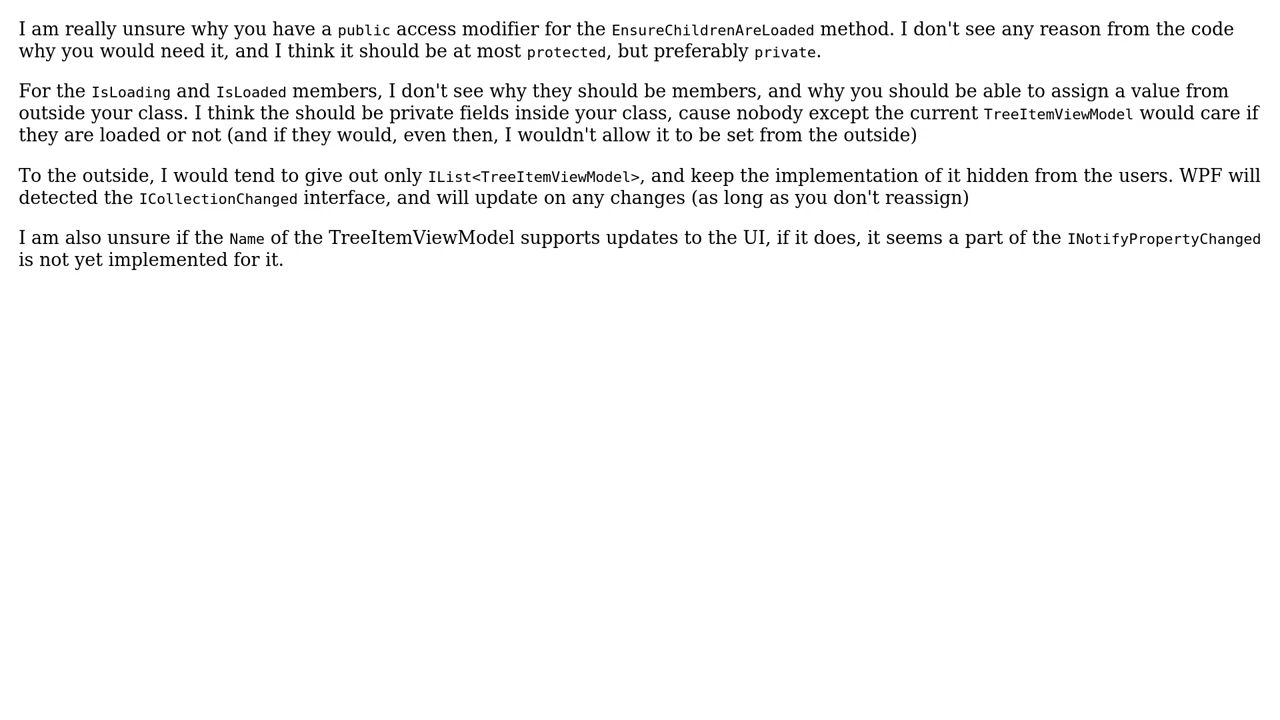 I am really unsure why you have a public access modifier for the EnsureChildrenAreLoaded method. I don't see any reason from the code
why you would need it, and I think it should be at most protected, but preferably private.
For the IsLoading and IsLoaded members, I don't see why they should be members, and why you should be able to assign a value from
outside your class. I think the should be private fields inside your class, cause nobody except the current TreeItemViewModel would care if
they are loaded or not (and if they would, even then, I wouldn't allow it to be set from the outside)
To the outside, I would tend to give out only IList<TreeItemViewModel>, and keep the implementation of it hidden from the users. WPF will
detected the ICollectionChanged interface, and will update on any changes (as long as you don't reassign)
I am also unsure if the Name of the TreeItemViewModel supports updates to the UI, if it does, it seems a part of the INotifyPropertyChanged
is not yet implemented for it.